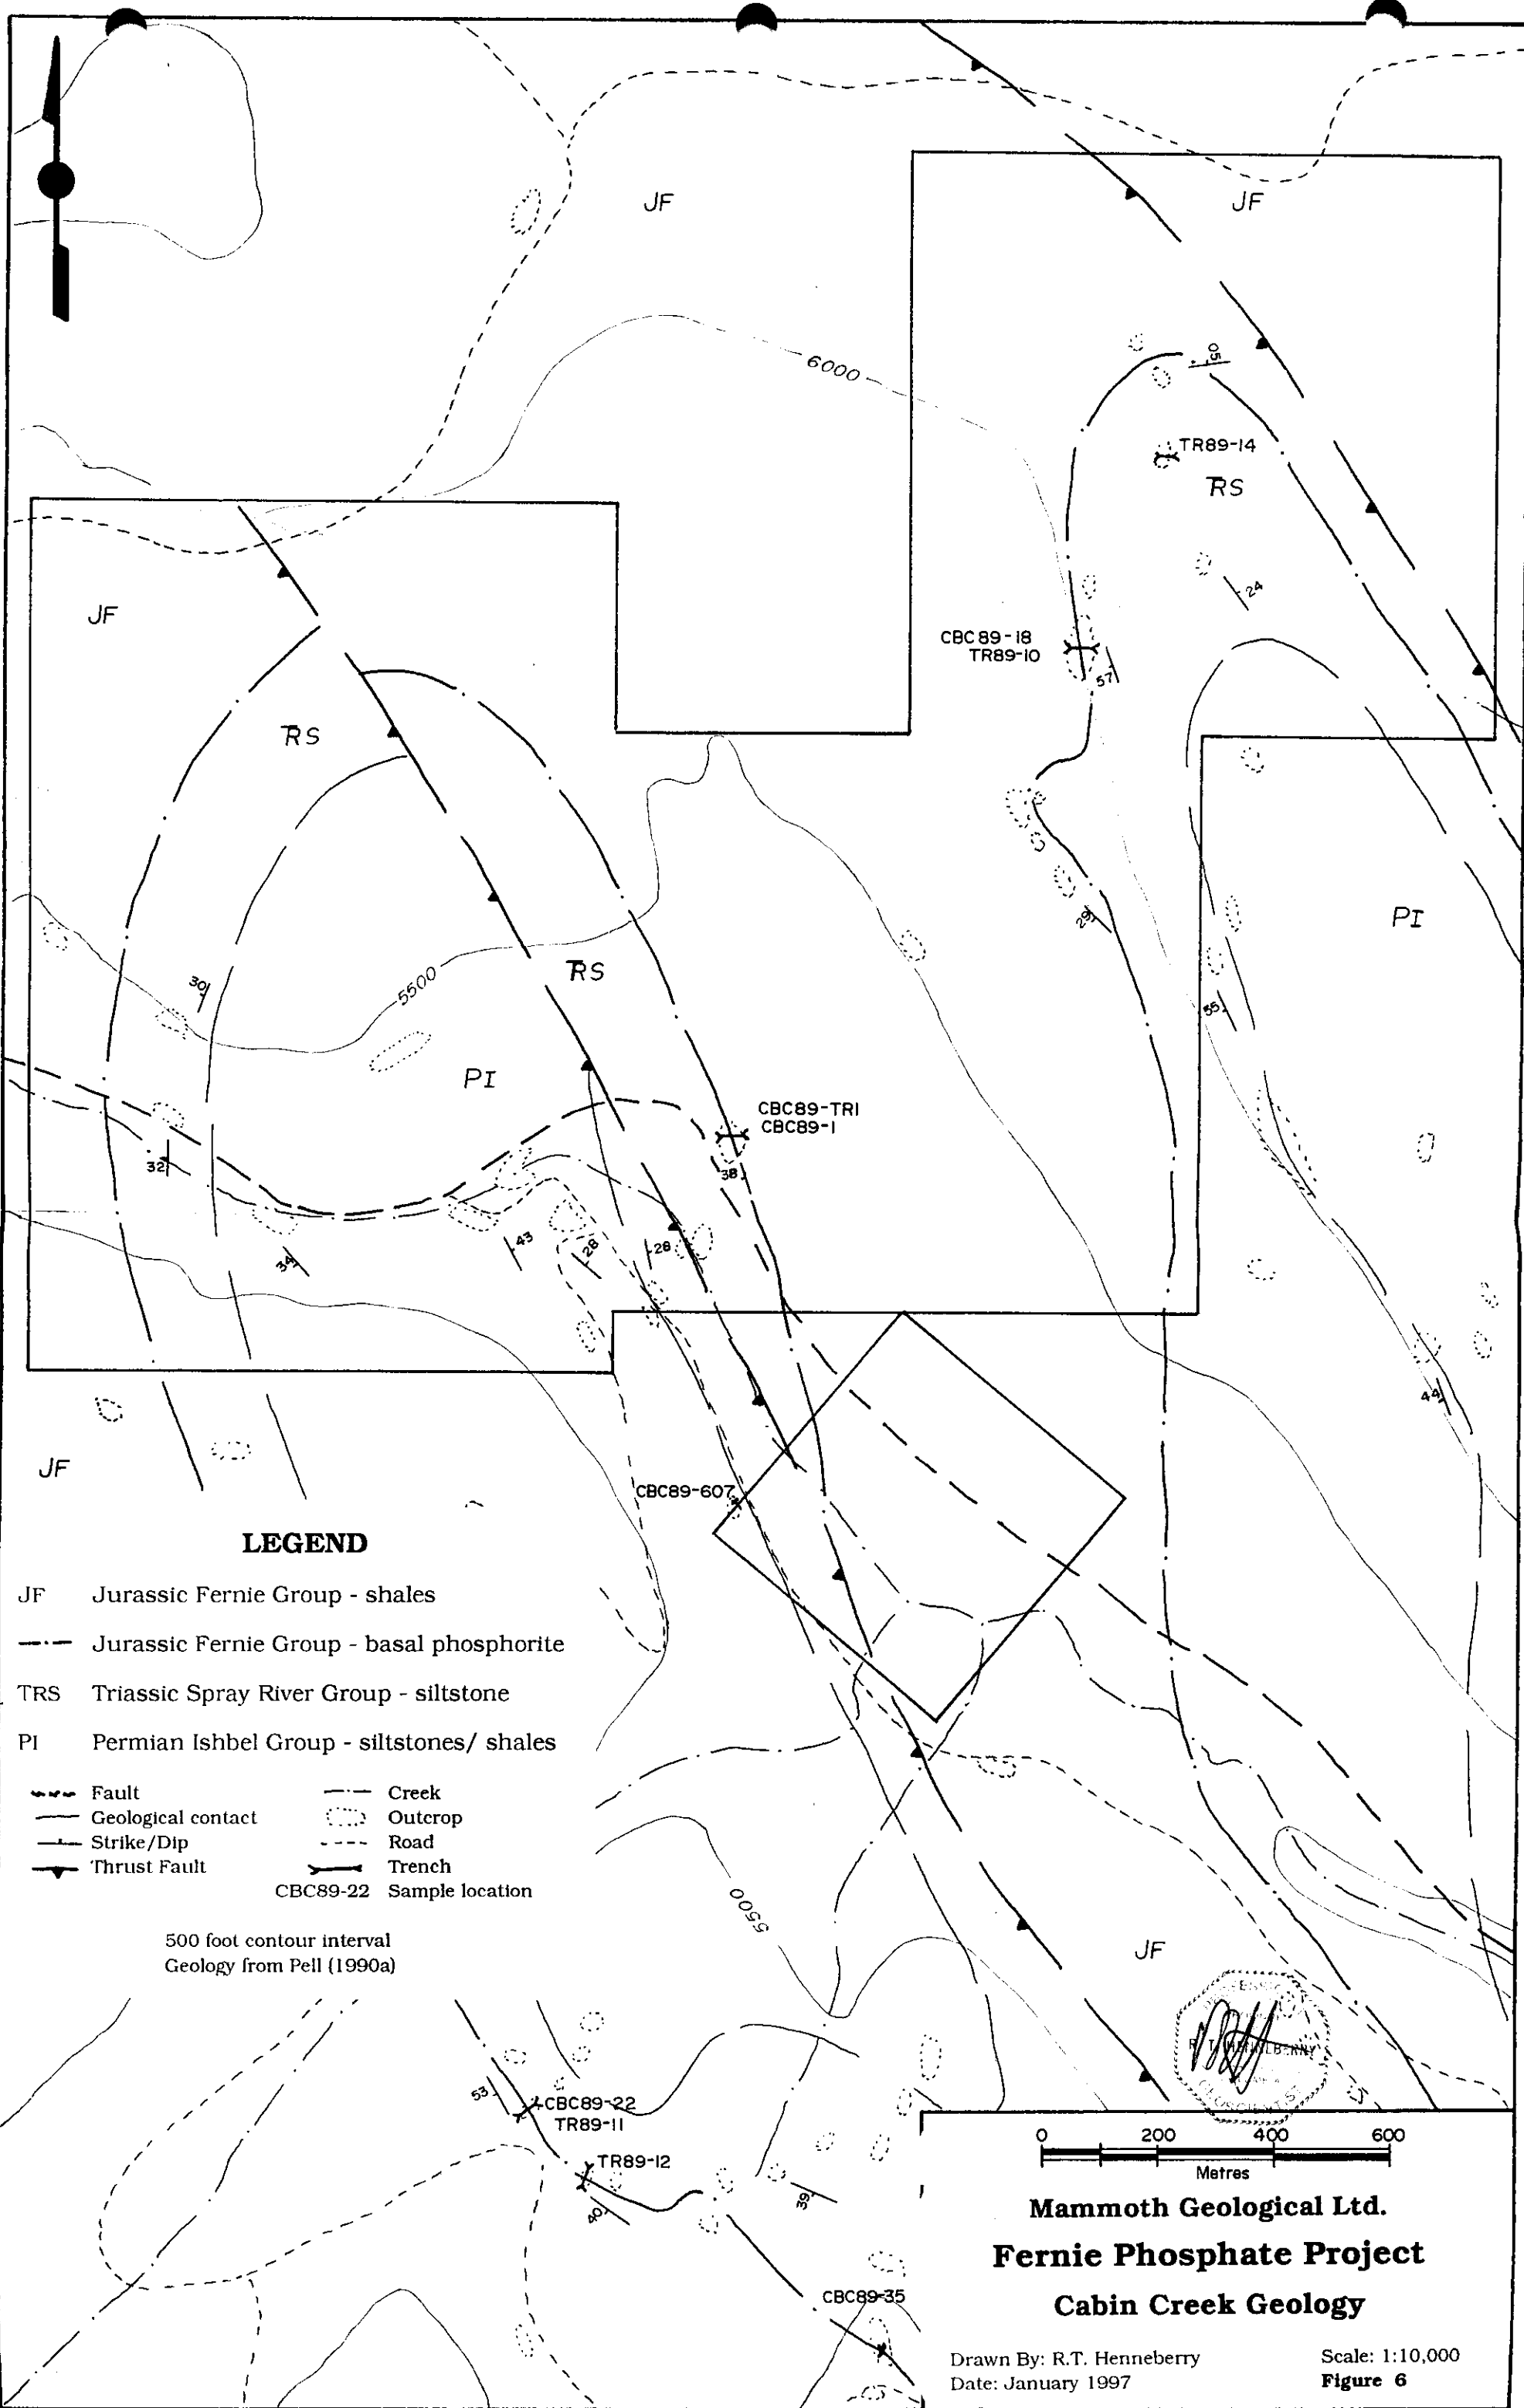 JF
JF
6000
05
TR89-14
TRS
24
JF
CBC89-18
TR89-10
57
TRS
29
PI
30
5500
TRS
55
PI
CBC89-TR1
CBC89-1
32
38
34
43
28
28
44
JF
CBC89-607
LEGEND
JF Jurassic Fernie Group - shales
Jurassic Fernie Group - basal phosphorite
TRS Triassic Spray River Group - siltstone
PI Permian Ishbel Group - siltstones/ shales
Fault
Creek
Geological contact
Outcrop
Strike/Dip
Road
Thrust Fault
Trench
CBC89-22 Sample location
500 foot contour interval
Geology from Pell (1990a)
5500
JF
53
CBC89-22
TR89-11
TR89-12
40
39
CBC89-35
0 200 400 600
Metres
Mammoth Geological Ltd.
Fernie Phosphate Project
Cabin Creek Geology
Drawn By: R.T. Henneberry
Scale: 1:10,000
Date: January 1997
Figure 6